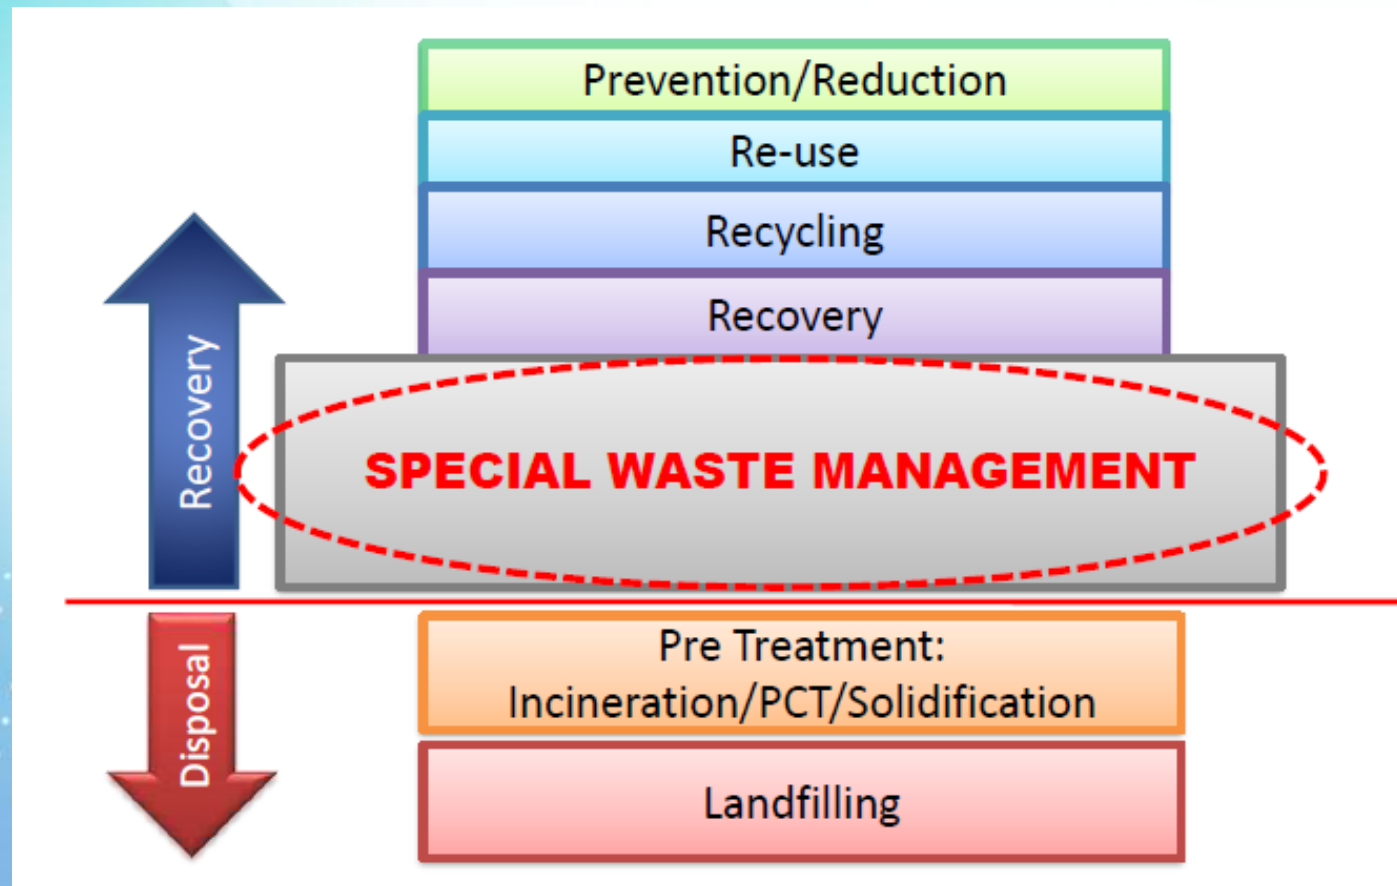 Prevention/Reduction
Re-use
Recycling
Recovery
Recovery
SPECIAL WASTE MANAGEMENT
Disposal
Pre Treatment:
Incineration/PCT/Solidification
Landfilling